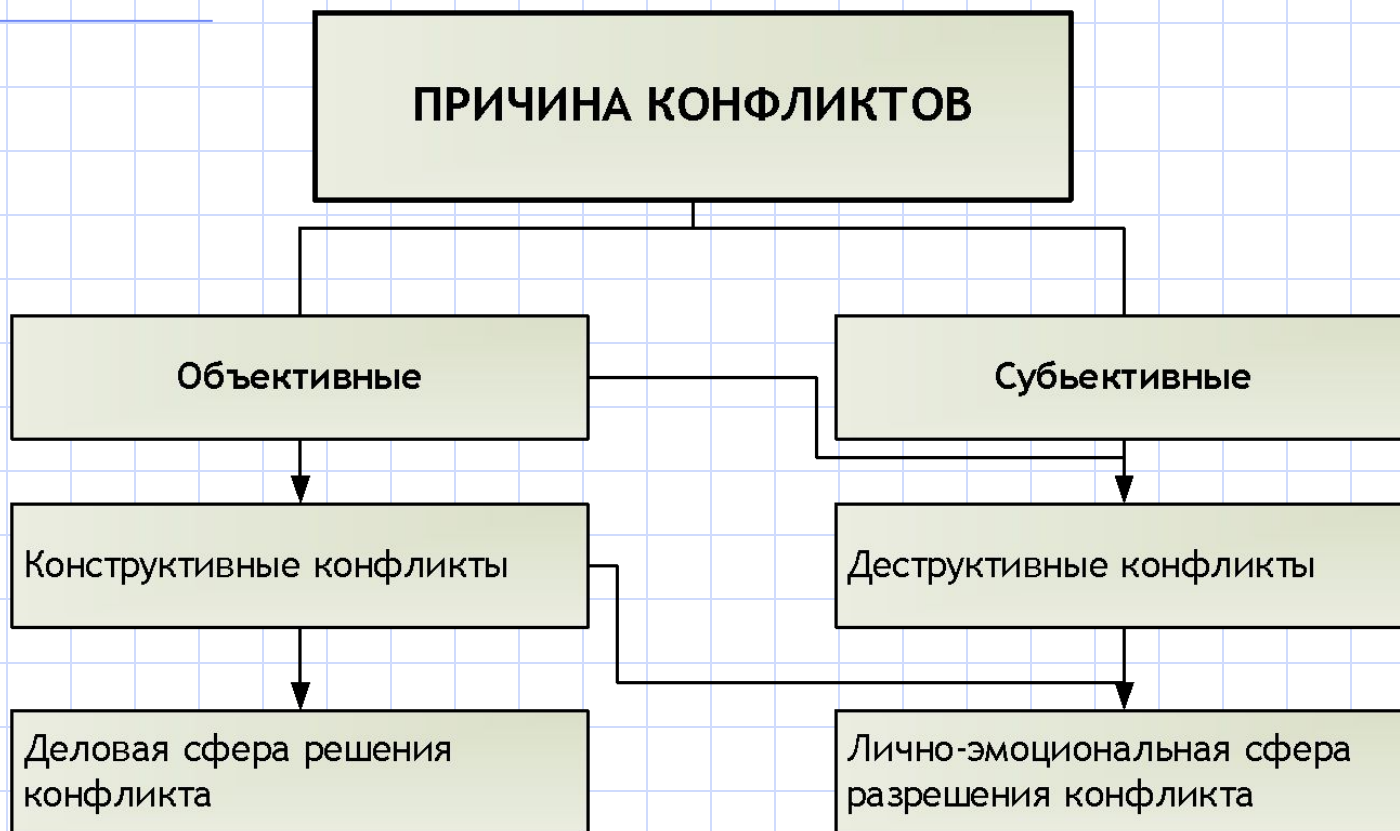 ПРИЧИНА КОНФЛИКТОВ
Объективные
Субьективные
Конструктивные конфликты
Деструктивные конфликты
Деловая сфера решения
конфликта
Лично-эмоциональная сфера
разрешения конфликта